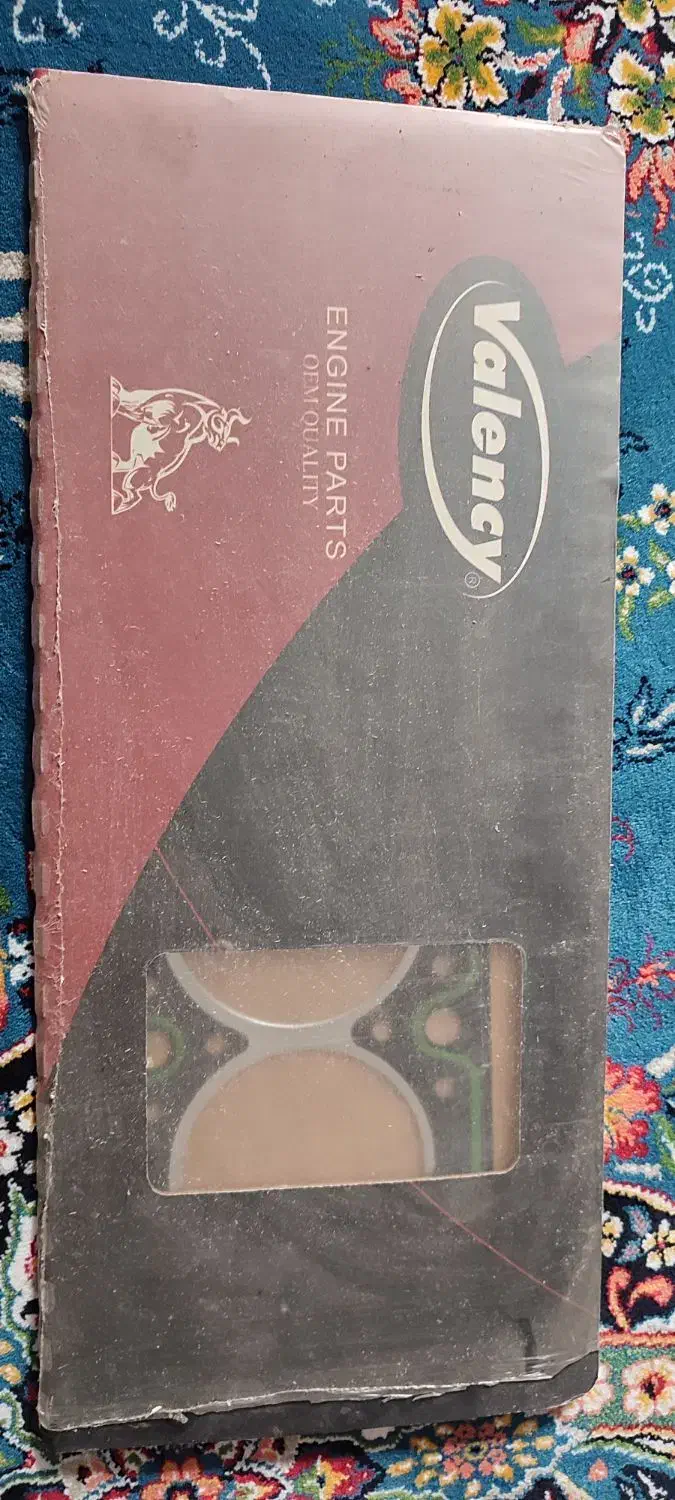 Valency®
ENGINE PARTS
OEM QUALITY